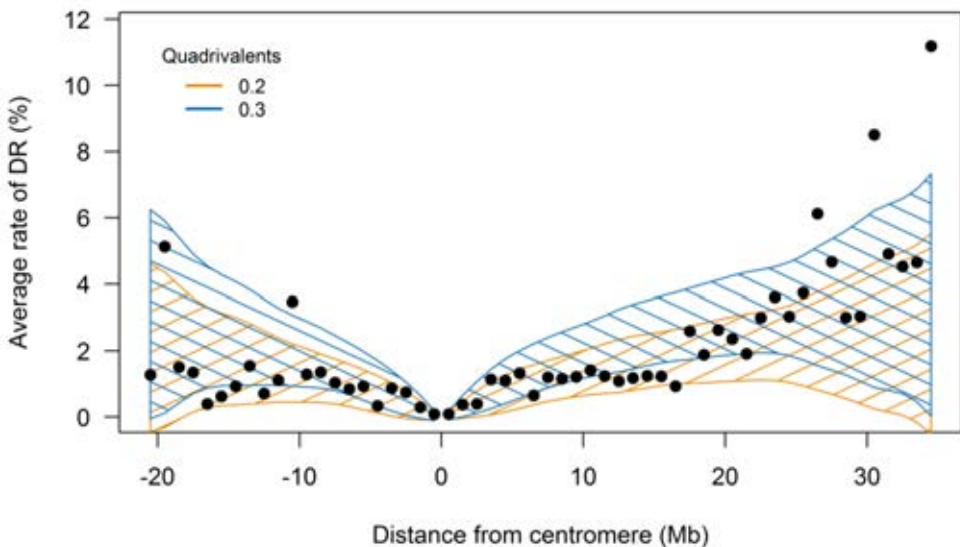 12
10
8
6
4
2
0
Average rate of DR (%)
Quadrivalents
0.2
0.3
-20 -10 0 10 20 30
Distance from centromere (Mb)